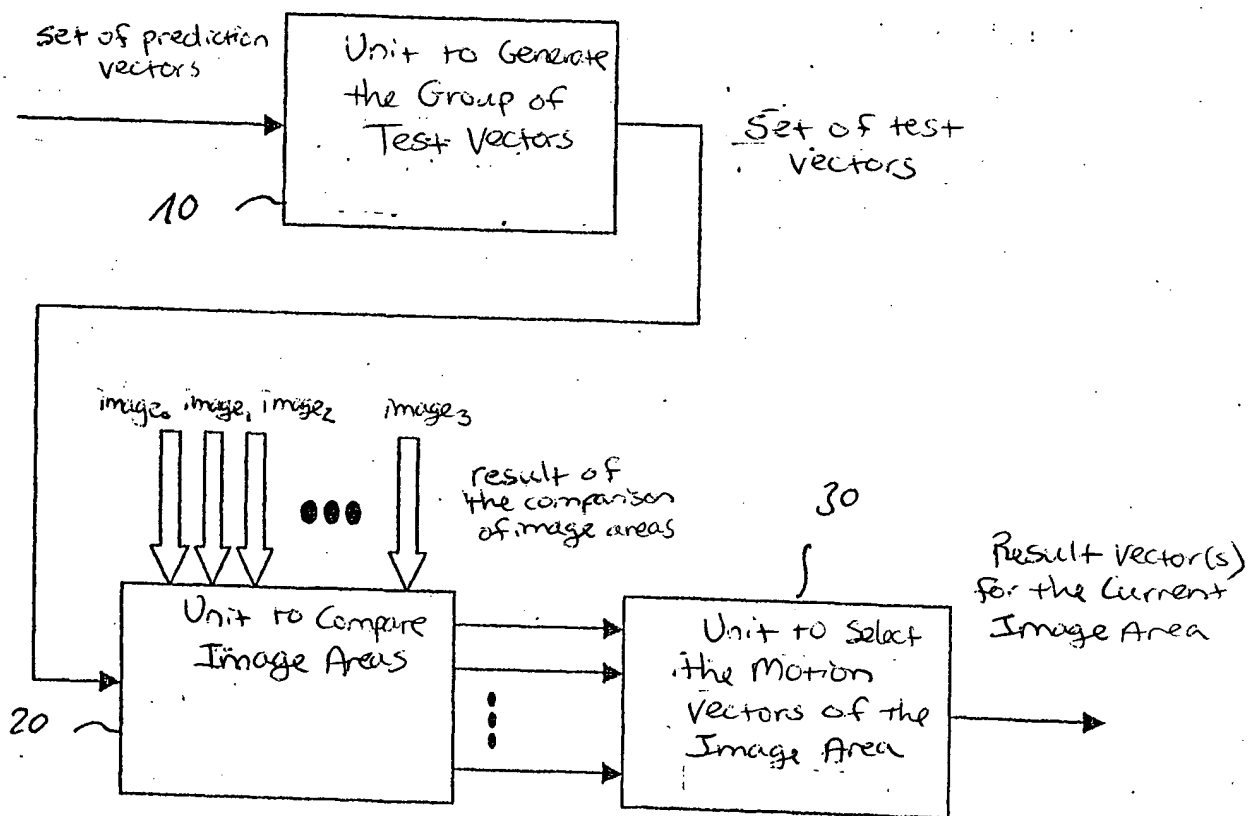 set of prediction
vectors
Unit to Generate
the Group of
Test Vectors
Set of test
vectors
10
image₀ image₁ image₂ image₃
result of
the comparison
of image areas
30
Result vector(s)
for the Current
Image Area
Unit to Compare
Image Areas
Unit to Select
the Motion
Vectors of the
Image Area
20